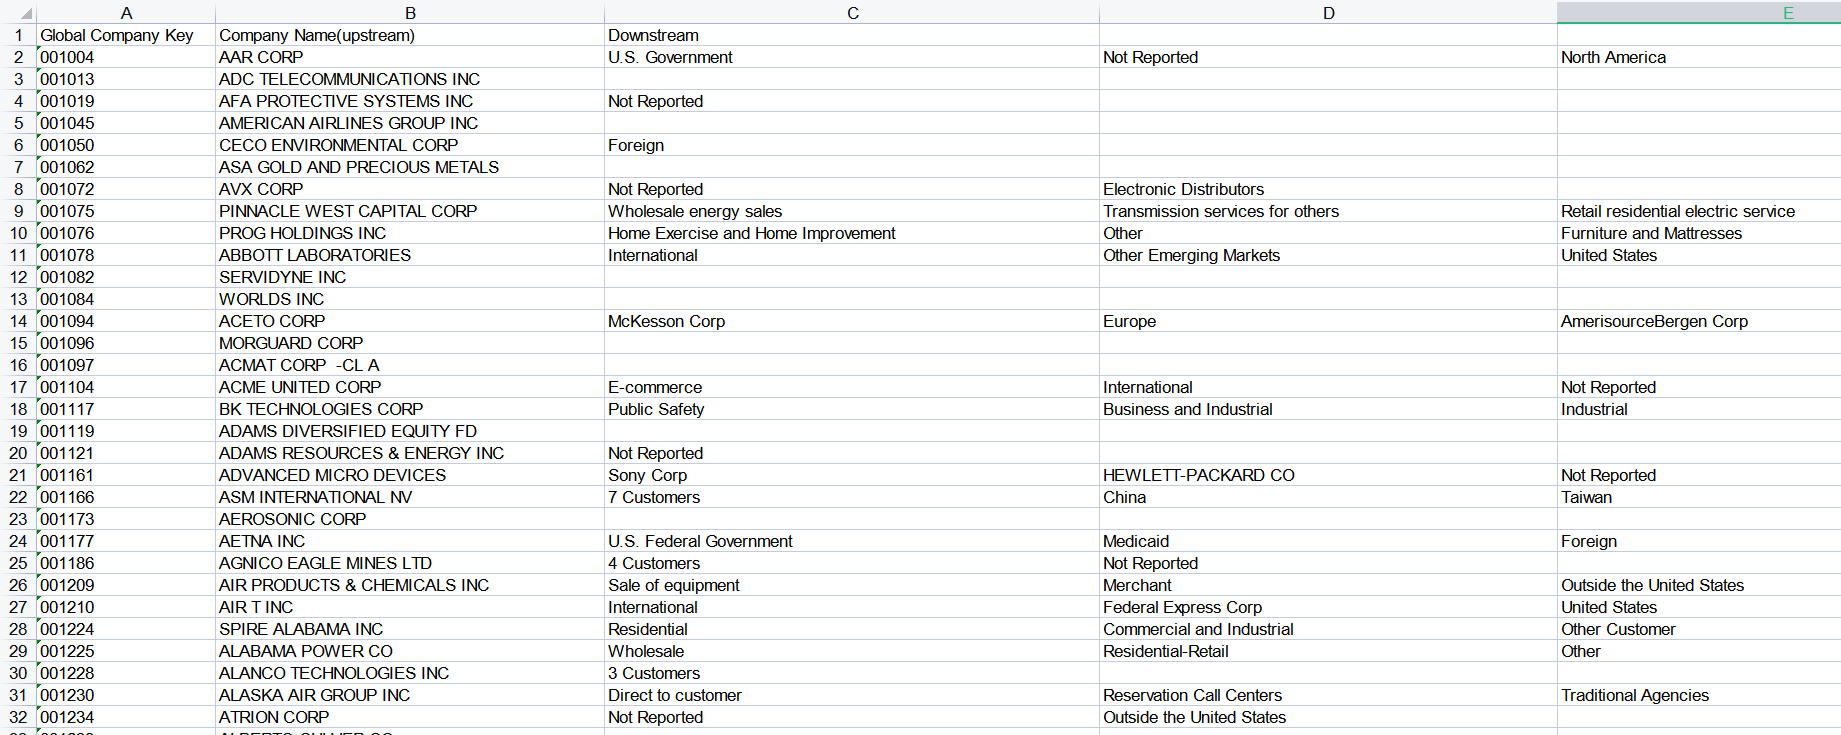 A B C D E
1 Global Company Key Company Name(upstream) Downstream
2 001004 AAR CORP U.S. Government Not Reported North America
3 001013 ADC TELECOMMUNICATIONS INC
4 001019 AFA PROTECTIVE SYSTEMS INC Not Reported
5 001045 AMERICAN AIRLINES GROUP INC
6 001050 CECO ENVIRONMENTAL CORP Foreign
7 001062 ASA GOLD AND PRECIOUS METALS
8 001072 AVX CORP Not Reported Electronic Distributors
9 001075 PINNACLE WEST CAPITAL CORP Wholesale energy sales Transmission services for others Retail residential electric service
10 001076 PROG HOLDINGS INC Home Exercise and Home Improvement Other Furniture and Mattresses
11 001078 ABBOTT LABORATORIES International Other Emerging Markets United States
12 001082 SERVIDYNE INC
13 001084 WORLDS INC
14 001094 ACETO CORP McKesson Corp Europe AmerisourceBergen Corp
15 001096 MORGUARD CORP
16 001097 ACMAT CORP  -CL A
17 001104 ACME UNITED CORP E-commerce International Not Reported
18 001117 BK TECHNOLOGIES CORP Public Safety Business and Industrial Industrial
19 001119 ADAMS DIVERSIFIED EQUITY FD
20 001121 ADAMS RESOURCES & ENERGY INC Not Reported
21 001161 ADVANCED MICRO DEVICES Sony Corp HEWLETT-PACKARD CO Not Reported
22 001166 ASM INTERNATIONAL NV 7 Customers China Taiwan
23 001173 AEROSONIC CORP
24 001177 AETNA INC U.S. Federal Government Medicaid Foreign
25 001186 AGNICO EAGLE MINES LTD 4 Customers Not Reported
26 001209 AIR PRODUCTS & CHEMICALS INC Sale of equipment Merchant Outside the United States
27 001210 AIR T INC International Federal Express Corp United States
28 001224 SPIRE ALABAMA INC Residential Commercial and Industrial Other Customer
29 001225 ALABAMA POWER CO Wholesale Residential-Retail Other
30 001228 ALANCO TECHNOLOGIES INC 3 Customers
31 001230 ALASKA AIR GROUP INC Direct to customer Reservation Call Centers Traditional Agencies
32 001234 ATRION CORP Not Reported Outside the United States